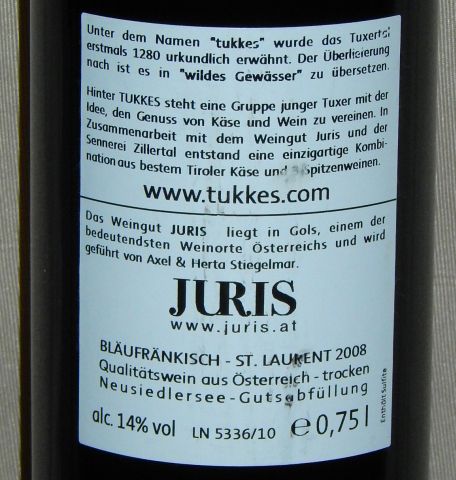 Unter dem Namen "tukkes" wurde das Tuxertal
erstmals 1280 urkundlich erwähnt. Der Überlieferung
nach ist es in "wildes Gewässer" zu übersetzen.
Hinter TUKKES steht eine Gruppe junger Tuxer mit der
Idee, den Genuss von Käse und Wein zu vereinen. In
Zusammenarbeit mit dem Weingut Juris und der
Sennerei Zillertal entstand eine einzigartige Kombi-
nation aus bestem Tiroler Käse und Spitzenweinen.
www.tukkes.com
Das Weingut JURIS liegt in Gols, einem der
bedeutendsten Weinorte Österreichs und wird
geführt von Axel & Herta Stiegelmar.
JURIS
www.juris.at
BLÄUFRÄNKISCH - ST. LAURENT 2008
Qualitätswein aus Österreich - trocken
Neusiedlersee - Gutsabfüllung
alc. 14% vol LN 5336/10 e 0,75 l
Enthält Sulfite